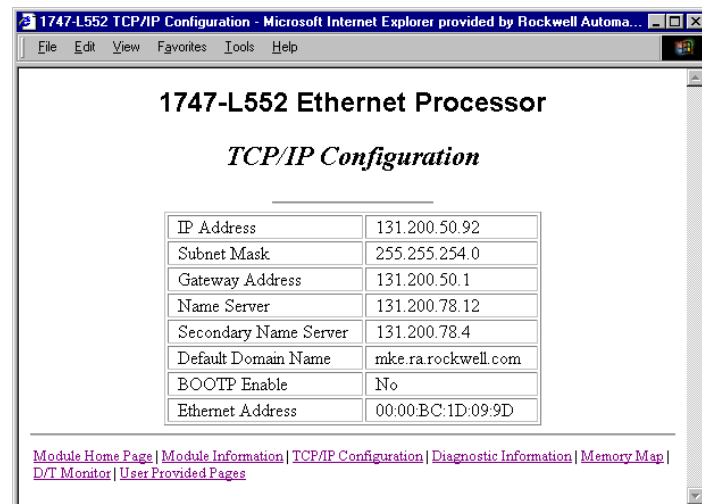 1747-L552 TCP/IP Configuration - Microsoft Internet Explorer provided by Rockwell Automa...
File Edit View Favorites Tools Help
1747-L552 Ethernet Processor
TCP/IP Configuration
IP Address 131.200.50.92
Subnet Mask 255.255.254.0
Gateway Address 131.200.50.1
Name Server 131.200.78.12
Secondary Name Server 131.200.78.4
Default Domain Name mke.ra.rockwell.com
BOOTP Enable No
Ethernet Address 00:00:BC:1D:09:9D
Module Home Page | Module Information | TCP/IP Configuration | Diagnostic Information | Memory Map |
D/T Monitor | User Provided Pages